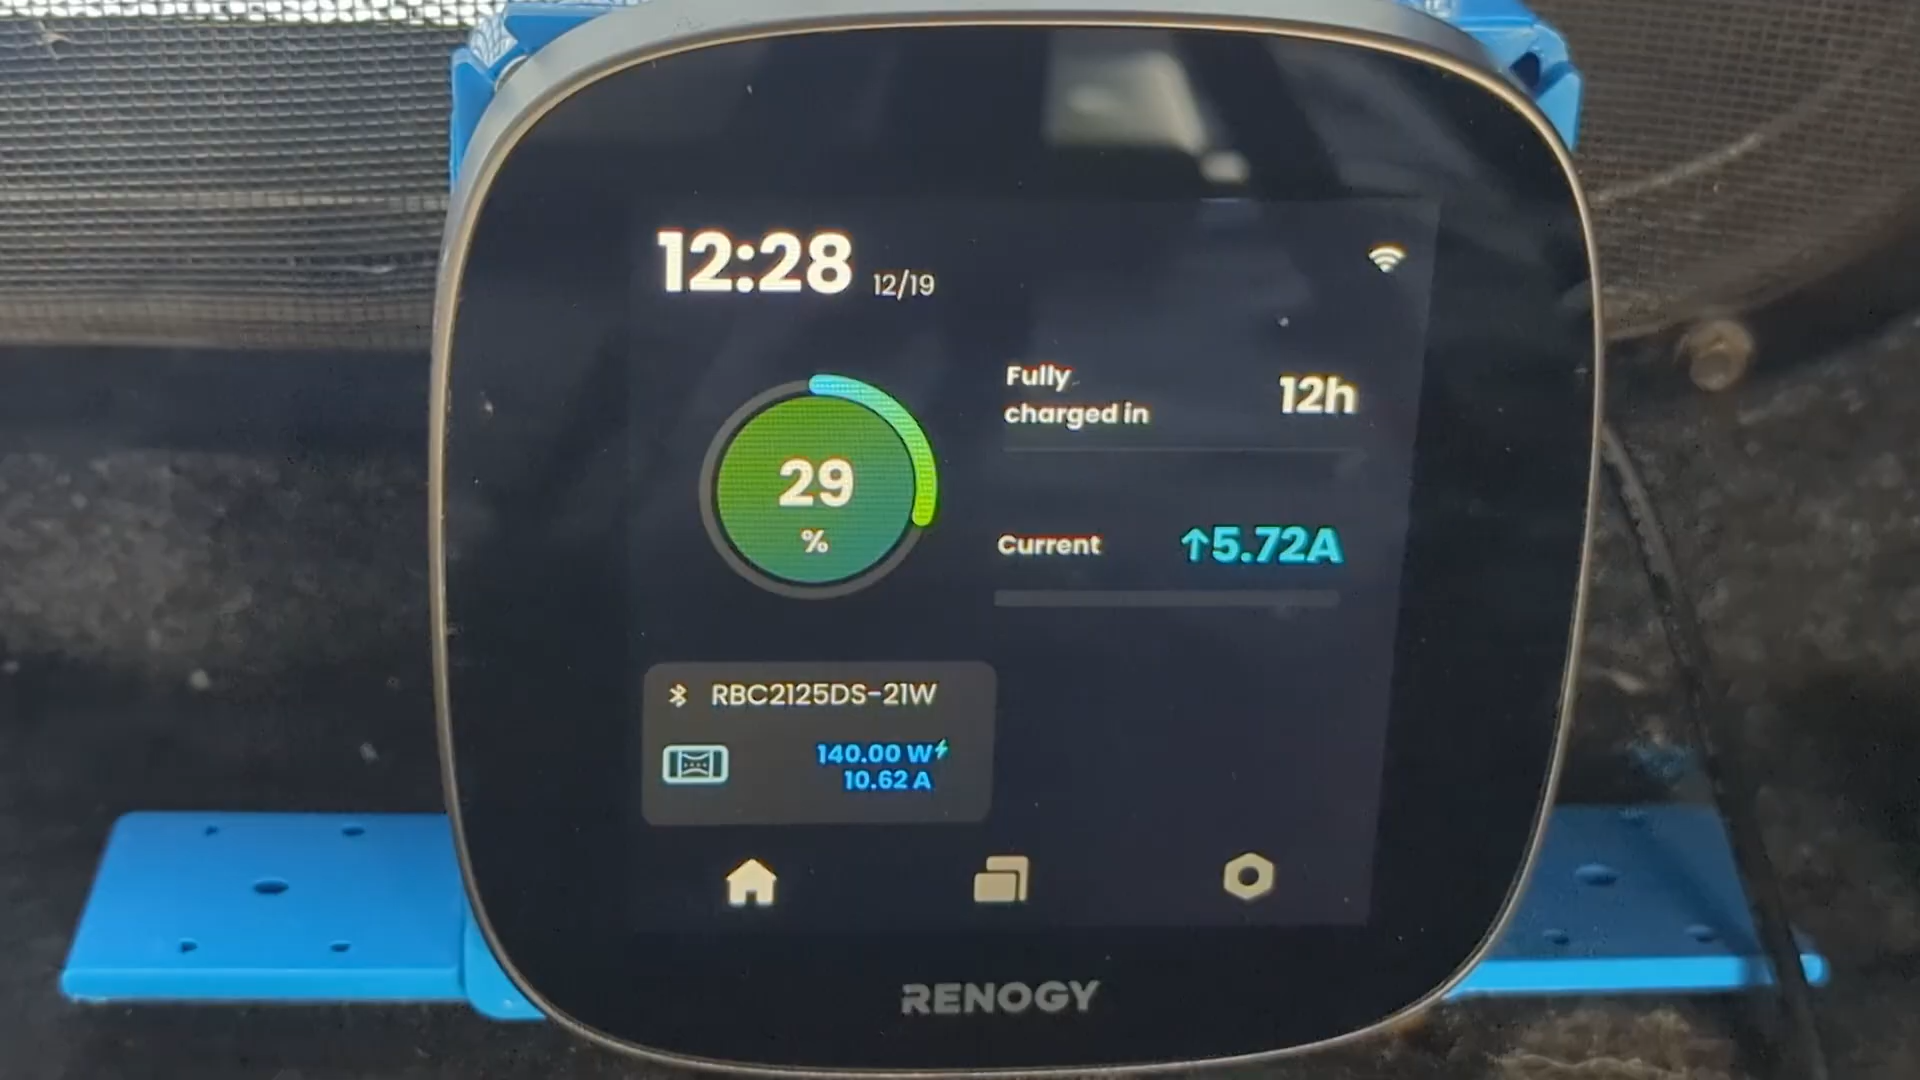 12:28 12/19
Fully
charged in
12h
29
%
Current ↑5.72A
RBC2125DS-21W
140.00 W
10.62 A
RENOGY